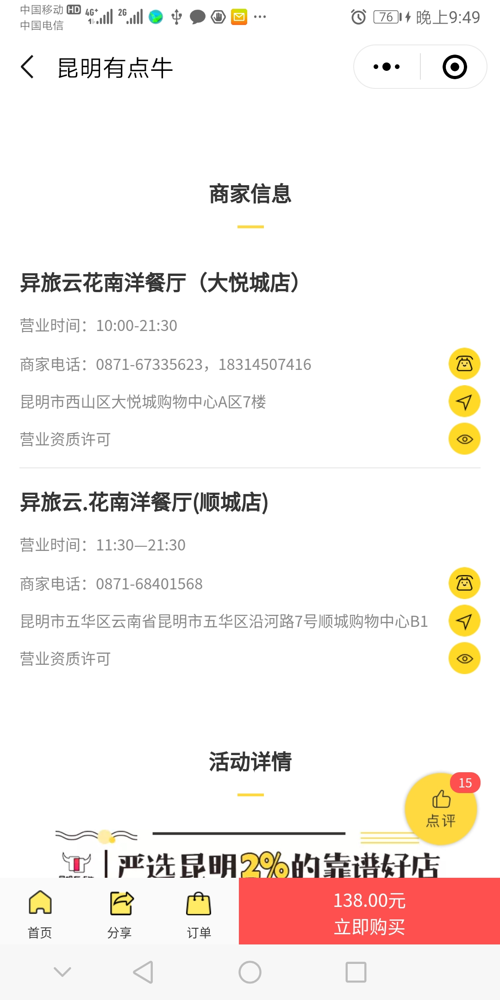 中国移动 HD 4G+ 2G
中国电信
76 晚上9:49
昆明有点牛
商家信息
异旅云花南洋餐厅（大悦城店）
营业时间：10:00-21:30
商家电话：0871-67335623，18314507416
昆明市西山区大悦城购物中心A区7楼
营业资质许可
异旅云.花南洋餐厅(顺城店)
营业时间：11:30—21:30
商家电话：0871-68401568
昆明市五华区云南省昆明市五华区沿河路7号顺城购物中心B1
营业资质许可
活动详情
15
点评
严选昆明2%的靠谱好店
首页
分享
订单
138.00元
立即购买